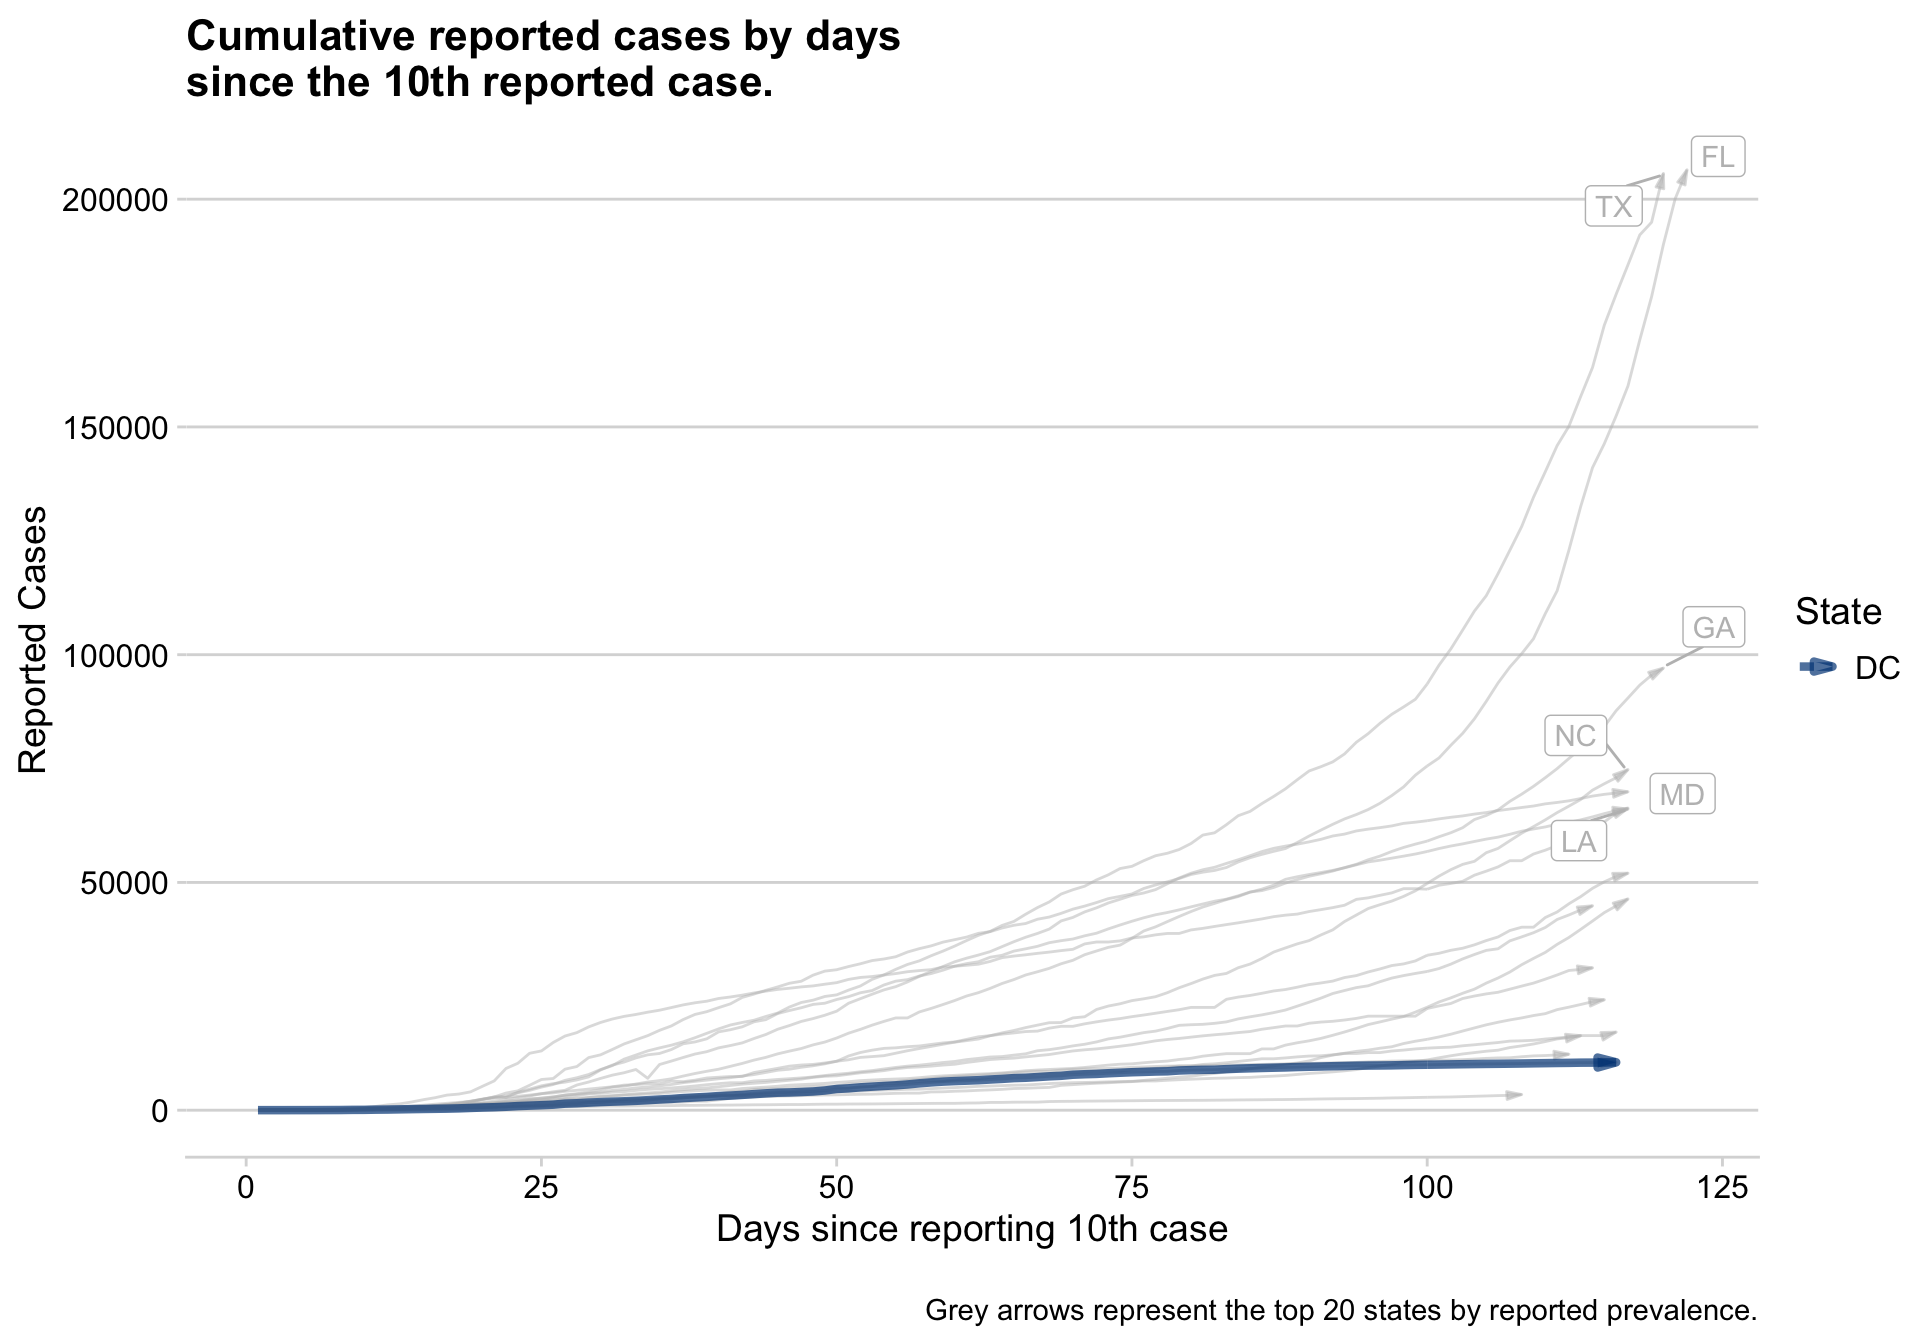 Cumulative reported cases by days
since the 10th reported case.
FL
TX
200000
150000
GA
100000
NC
MD
LA
50000
0
Reported Cases
State
DC
0 25 50 75 100 125
Days since reporting 10th case
Grey arrows represent the top 20 states by reported prevalence.